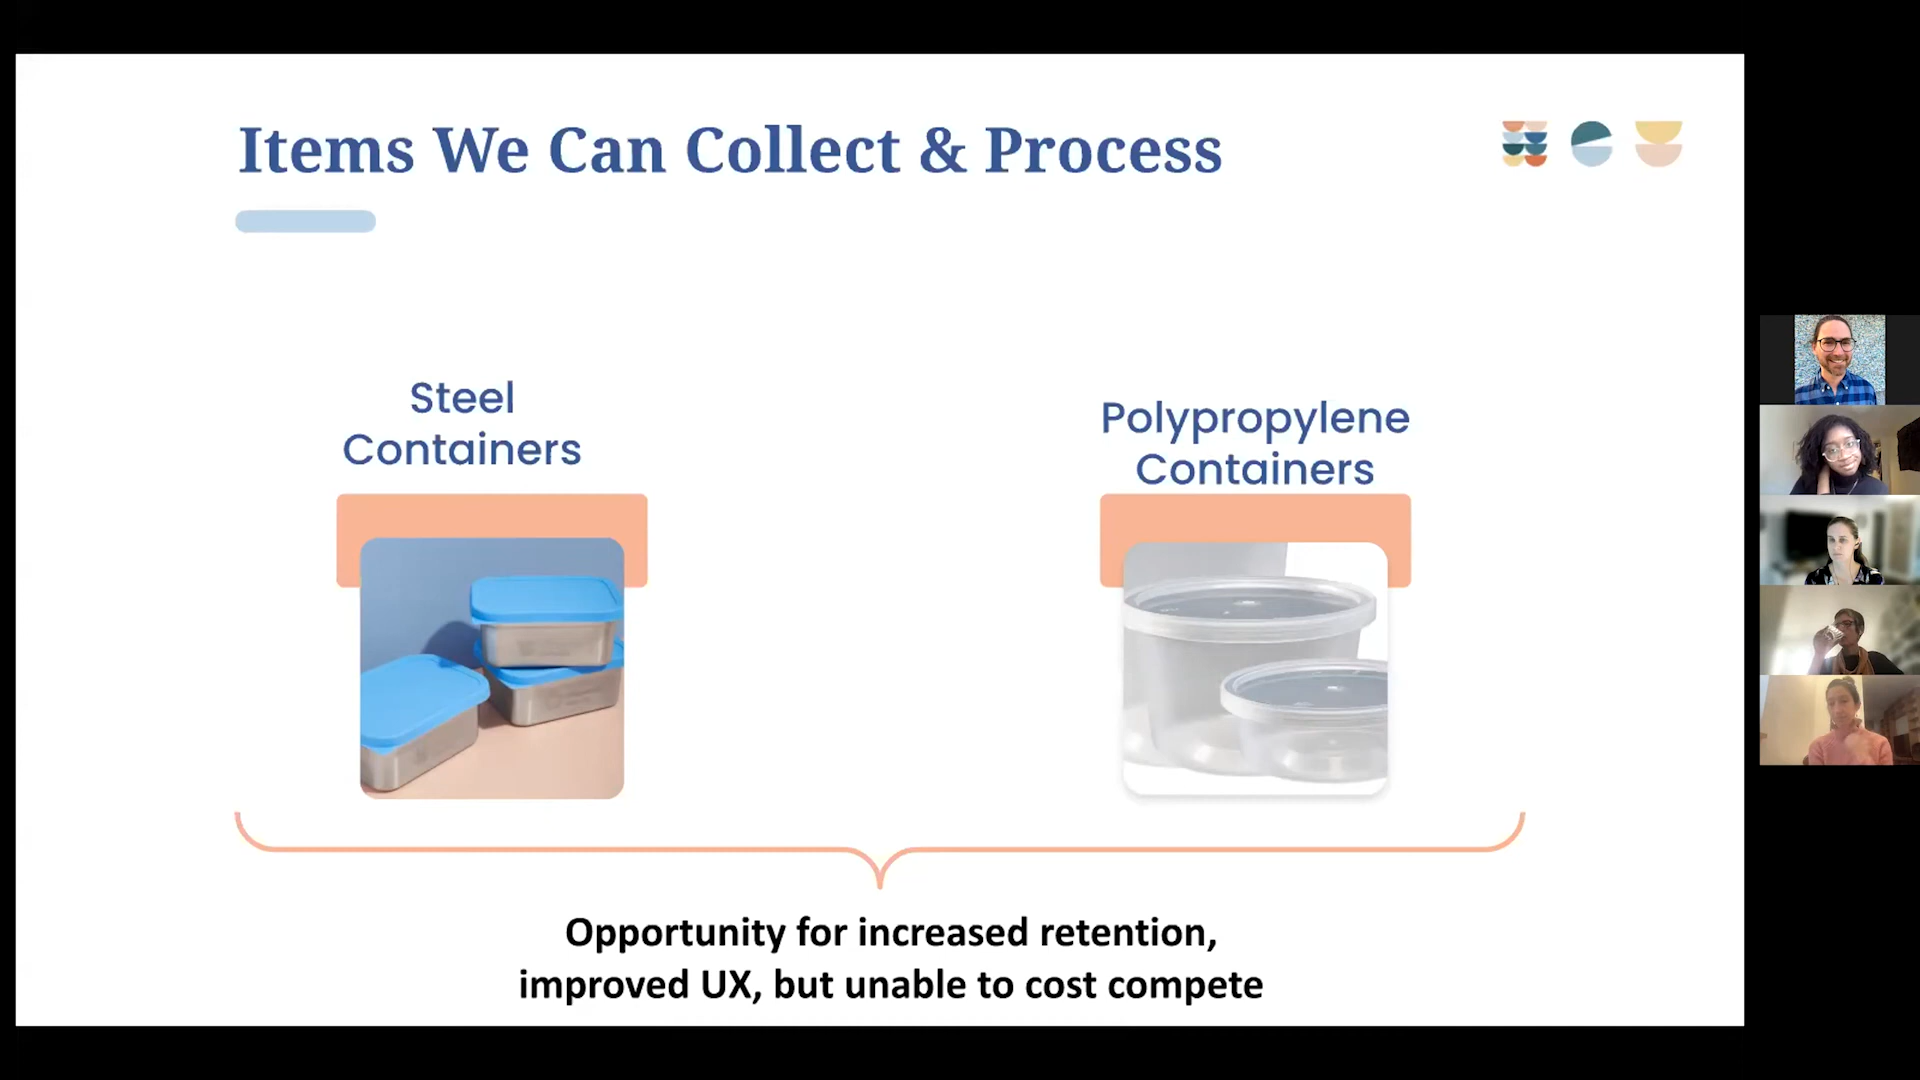 Items We Can Collect & Process
Steel
Containers
Polypropylene
Containers
Opportunity for increased retention,
improved UX, but unable to cost compete